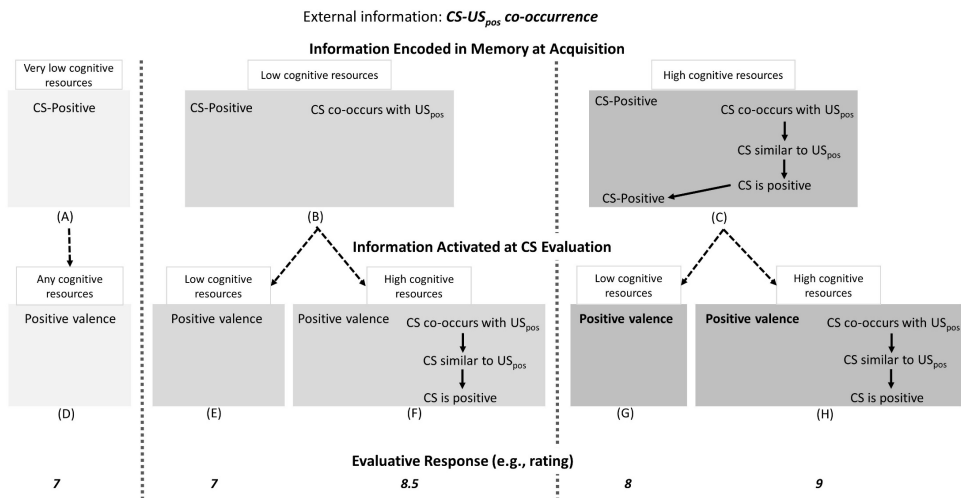 External information: CS-USpos co-occurrence
Information Encoded in Memory at Acquisition
Very low cognitive
resources
Low cognitive resources
High cognitive resources
CS-Positive
CS-Positive
CS co-occurs with USpos
CS-Positive
CS co-occurs with USpos
CS similar to USpos
CS is positive
CS-Positive
(A)
(B)
(C)
Information Activated at CS Evaluation
Any cognitive
resources
Low cognitive
resources
High cognitive
resources
Low cognitive
resources
High cognitive
resources
Positive valence
Positive valence
Positive valence
CS co-occurs with USpos
CS similar to USpos
CS is positive
Positive valence
Positive valence
CS co-occurs with USpos
CS similar to USpos
CS is positive
(D)
(E)
(F)
(G)
(H)
Evaluative Response (e.g., rating)
7
7
8.5
8
9